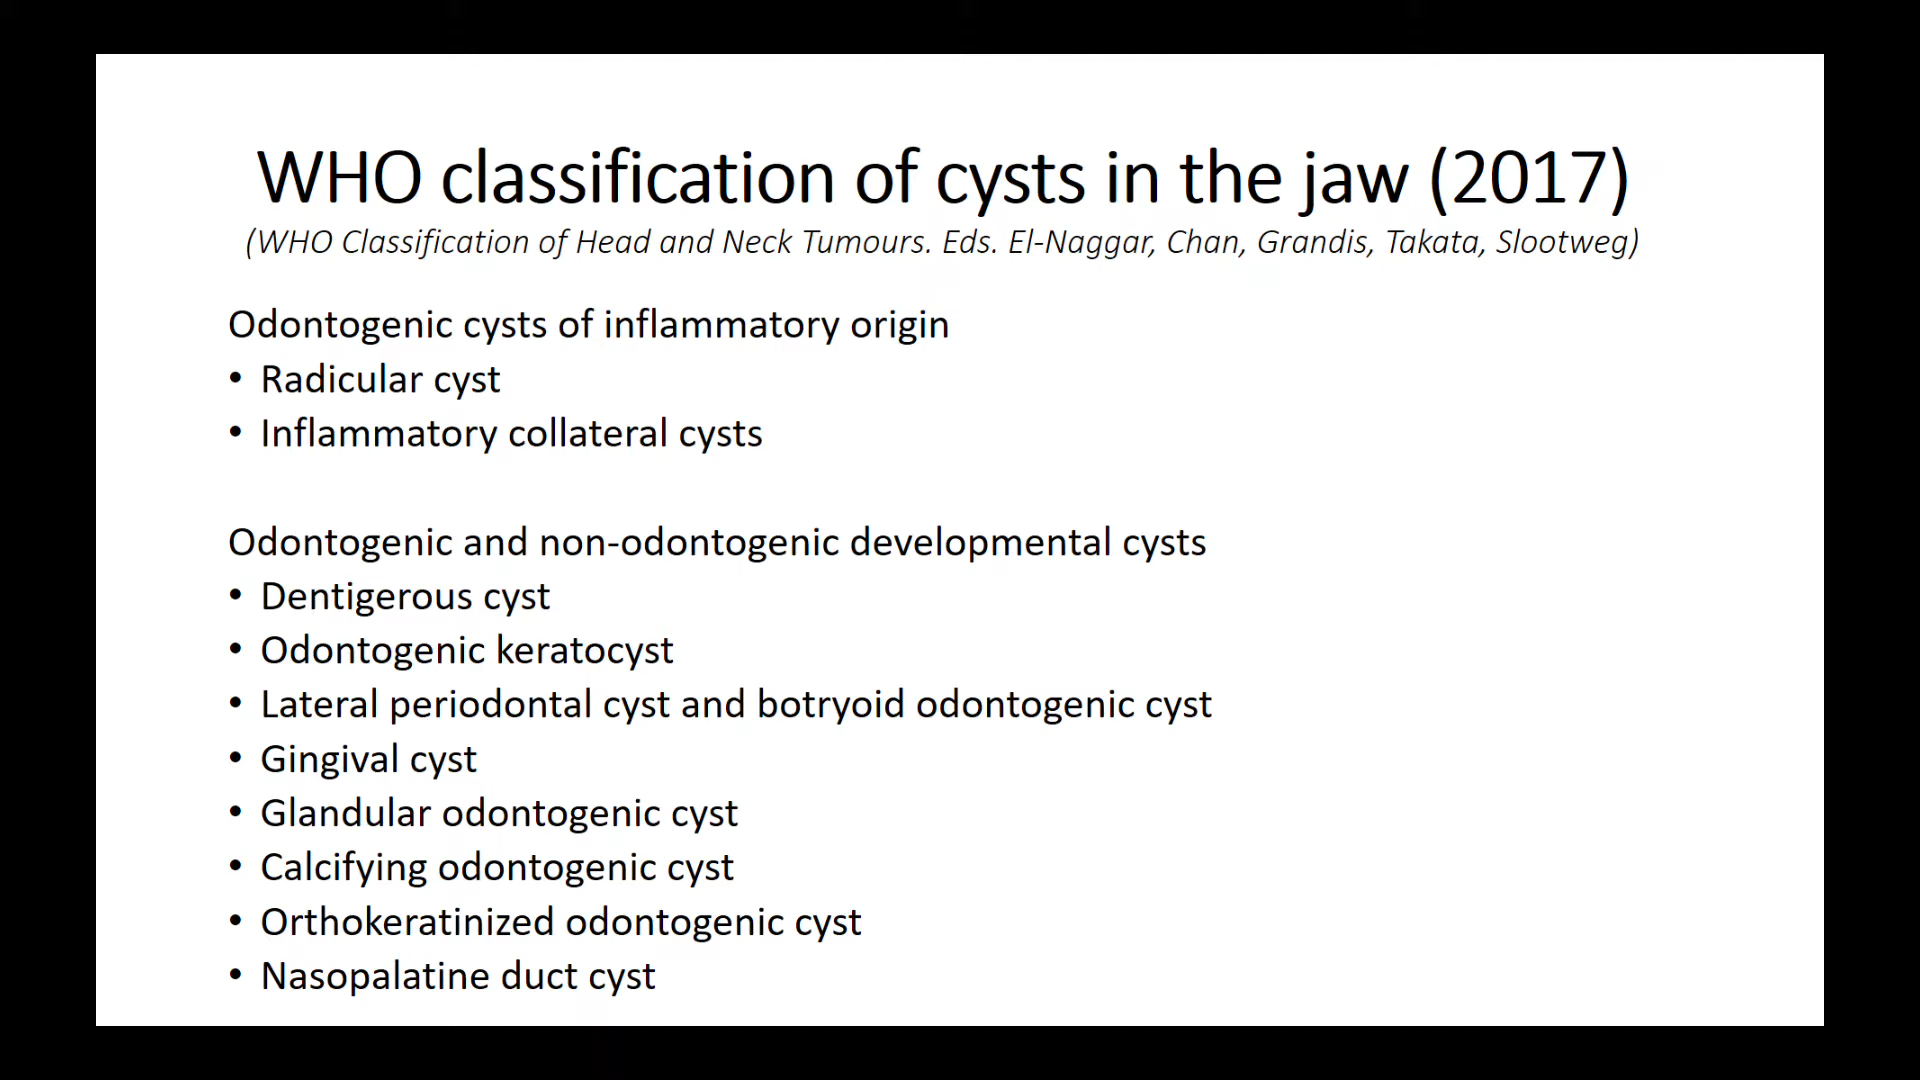 WHO classification of cysts in the jaw (2017)
(WHO Classification of Head and Neck Tumours. Eds. El-Naggar, Chan, Grandis, Takata, Slootweg)
Odontogenic cysts of inflammatory origin
• Radicular cyst
• Inflammatory collateral cysts
Odontogenic and non-odontogenic developmental cysts
• Dentigerous cyst
• Odontogenic keratocyst
• Lateral periodontal cyst and botryoid odontogenic cyst
• Gingival cyst
• Glandular odontogenic cyst
• Calcifying odontogenic cyst
• Orthokeratinized odontogenic cyst
• Nasopalatine duct cyst